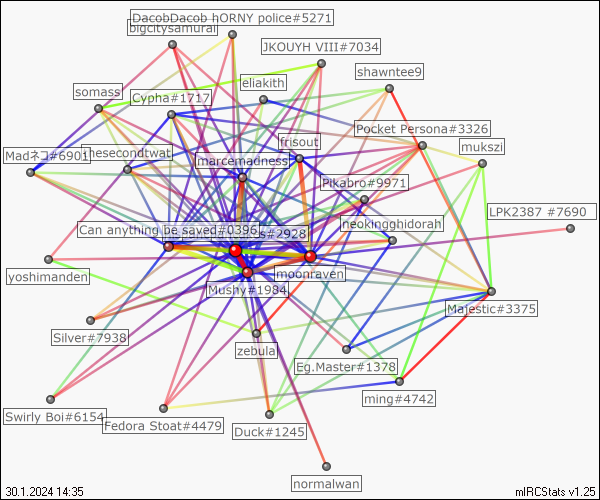 DacobDacob hORNY police#5271
bigcitysamurai
JKOUYH VIII#7034
shawntee9
eliakith
somass
Cypha#1717
Pocket Persona#3326
frisout
mukszi
Madネコ#6901
thesecondtwat
marcemadness
Pikabro#9971
LPK2387 #7690
Can anything be saved#0396
#2928
neokingghidorah
yoshimanden
moonraven
Mushy#1984
Majestic#3375
Silver#7938
zebulal
Eg.Master#1378
ming#4742
Swirly Boi#6154
Fedora Stoat#4479
Duck#1245
normalwan
30.1.2024 14:35
mIRCStats v1.25